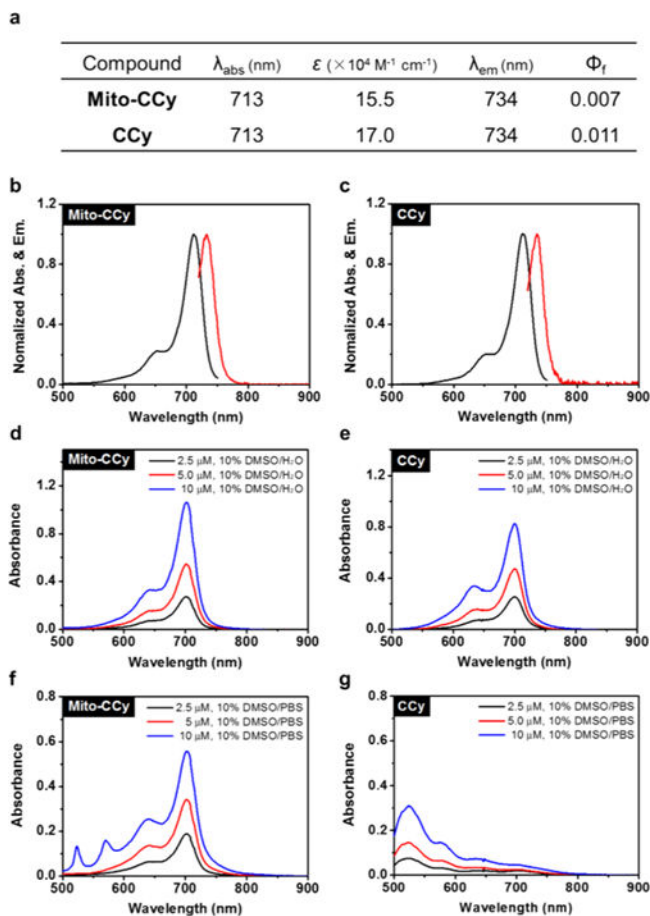 a
Compound λabs (nm) ε (×10⁴ M⁻¹ cm⁻¹) λem (nm) Φf
Mito-CCy 713 15.5 734 0.007
CCy 713 17.0 734 0.011
b
Mito-CCy
Nomalized Abs. & Em.
1.2
0.8
0.4
0.0
500 600 700 800 900
Wavelength (nm)
c
CCy
Nomalized Abs. & Em.
1.2
0.8
0.4
0.0
500 600 700 800 900
Wavelength (nm)
d
Mito-CCy
2.5 μM, 10% DMSO/H₂O
5.0 μM, 10% DMSO/H₂O
10 μM, 10% DMSO/H₂O
Absorbance
1.2
0.8
0.4
0.0
500 600 700 800 900
Wavelength (nm)
e
CCy
2.5 μM, 10% DMSO/H₂O
5.0 μM, 10% DMSO/H₂O
10 μM, 10% DMSO/H₂O
Absorbance
1.2
0.8
0.4
0.0
500 600 700 800 900
Wavelength (nm)
f
Mito-CCy
2.5 μM, 10% DMSO/PBS
5 μM, 10% DMSO/PBS
10 μM, 10% DMSO/PBS
Absorbance
0.8
0.6
0.4
0.2
0.0
500 600 700 800 900
Wavelength (nm)
g
CCy
2.5 μM, 10% DMSO/PBS
5.0 μM, 10% DMSO/PBS
10 μM, 10% DMSO/PBS
Absorbance
0.8
0.6
0.4
0.2
0.0
500 600 700 800 900
Wavelength (nm)